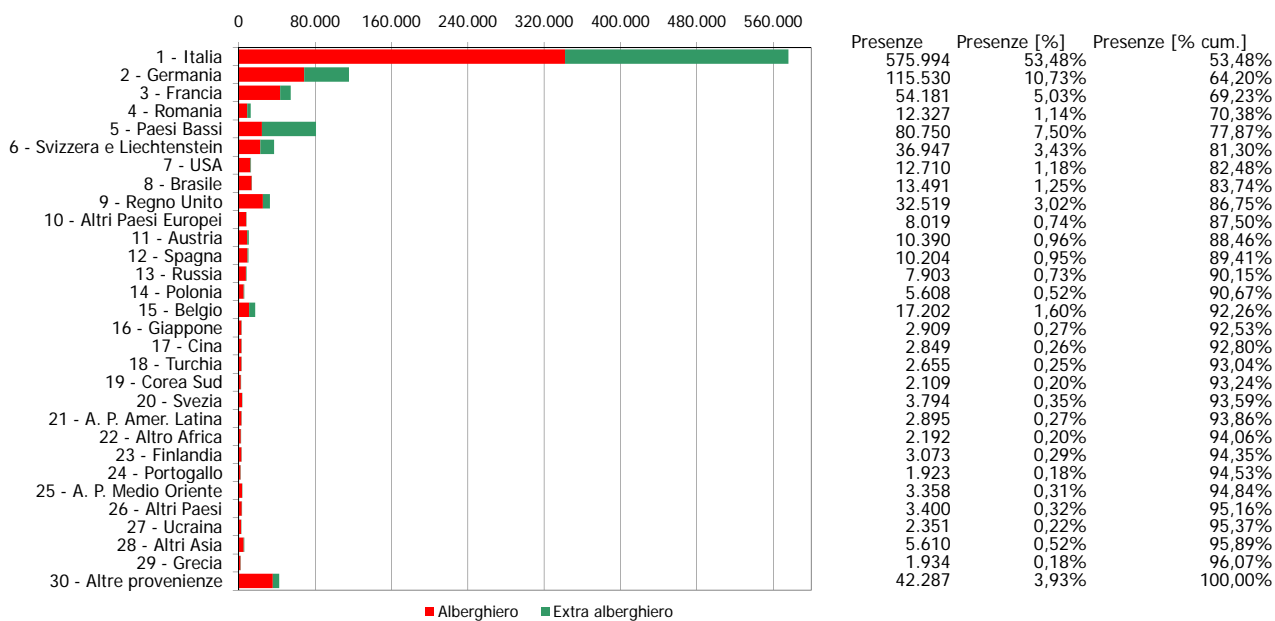 0 80.000 160.000 240.000 320.000 400.000 480.000 560.000
Presenze Presenze [%] Presenze [% cum.]
1 - Italia 575.994 53,48% 53,48%
2 - Germania 115.530 10,73% 64,20%
3 - Francia 54.181 5,03% 69,23%
4 - Romania 12.327 1,14% 70,38%
5 - Paesi Bassi 80.750 7,50% 77,87%
6 - Svizzera e Liechtenstein 36.947 3,43% 81,30%
7 - USA 12.710 1,18% 82,48%
8 - Brasile 13.491 1,25% 83,74%
9 - Regno Unito 32.519 3,02% 86,75%
10 - Altri Paesi Europei 8.019 0,74% 87,50%
11 - Austria 10.390 0,96% 88,46%
12 - Spagna 10.204 0,95% 89,41%
13 - Russia 7.903 0,73% 90,15%
14 - Polonia 5.608 0,52% 90,67%
15 - Belgio 17.202 1,60% 92,26%
16 - Giappone 2.909 0,27% 92,53%
17 - Cina 2.849 0,26% 92,80%
18 - Turchia 2.655 0,25% 93,04%
19 - Corea Sud 2.109 0,20% 93,24%
20 - Svezia 3.794 0,35% 93,59%
21 - A. P. Amer. Latina 2.895 0,27% 93,86%
22 - Altro Africa 2.192 0,20% 94,06%
23 - Finlandia 3.073 0,29% 94,35%
24 - Portogallo 1.923 0,18% 94,53%
25 - A. P. Medio Oriente 3.358 0,31% 94,84%
26 - Altri Paesi 3.400 0,32% 95,16%
27 - Ucraina 2.351 0,22% 95,37%
28 - Altri Asia 5.610 0,52% 95,89%
29 - Grecia 1.934 0,18% 96,07%
30 - Altre provenienze 42.287 3,93% 100,00%
Alberghiero Extra alberghiero